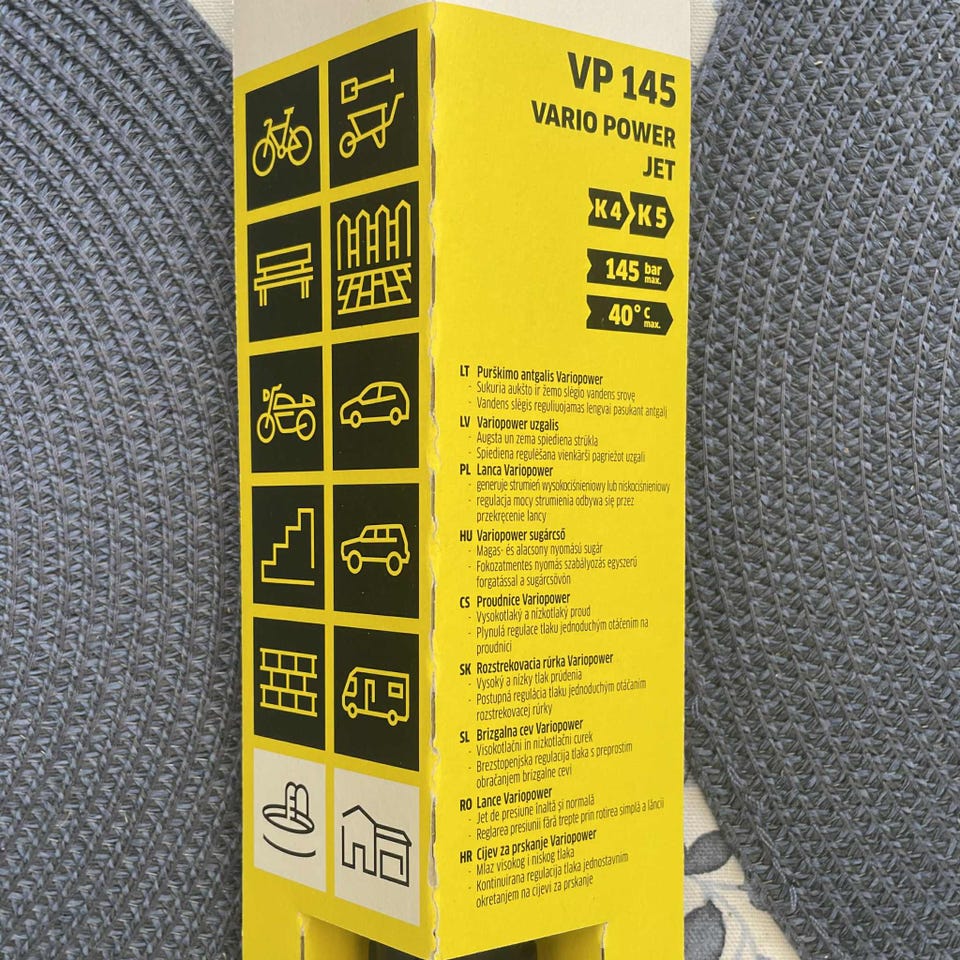 VP 145
VARIO POWER
JET
K4 K5
145 bar max.
40° C max.
LT Purškimo antgalis Variopower
- Sukuria aukšto ir žemo slėgio vandens srovę
- Vandens slėgis reguliuojamas lengvai pasukant antgalį
LV Variopower uzgalis
- Augsta un zema spiediena strūkla
- Spiediena regulēšana vienkārši pagriežot uzgali
PL Lanca Variopower
- generuje strumień wysokociśnieniowy lub niskociśnieniowy
- regulacja mocy strumienia odbywa się przez
przekręcenie lancy
HU Variopower sugárcső
- Magas- és alacsony nyomású sugár
- Fokozatmentes nyomás szabályozás egyszerű
forgatással a sugárcsövön
CS Proudnice Variopower
- Vysokotlaký a nízkotlaký proud
- Plynulá regulace tlaku jednoduchým otáčením na
proudnici
SK Rozstrekovacia rúrka Variopower
- Vysoký a nízky tlak prúdenia
- Postupná regulácia tlaku jednoduchým otáčaním
rozstrekovacej rúrky
SL Brizgalna cev Variopower
- Visokotlačni in nizkotlačni curek
- Brezstopenjska regulacija tlaka s preprostim
obračanjem brizgalne cevi
RO Lance Variopower
- Jet de presiune înaltă și normală
- Reglarea presiunii fără trepte prin rotirea simplă a lăncii
HR Cijev za prskanje Variopower
- Mlaz visokog i niskog tlaka
- Kontinuirana regulacija tlaka jednostavnim
okretanjem na cijevi za prskanje